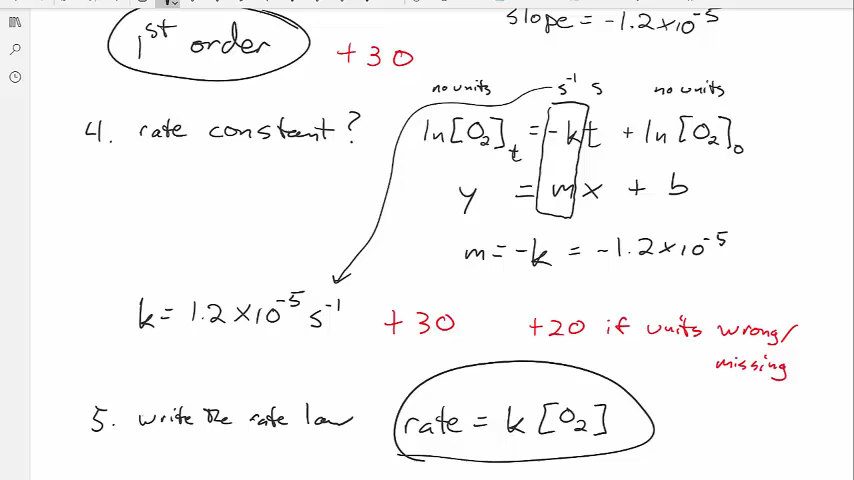 slope = -1.2×10⁻⁵
1ˢᵗ order +30
no units s⁻¹ s no units
4. rate constant? ln[O₂]ₜ = -kt + ln[O₂]₀
y = mx + b
m = -k = -1.2×10⁻⁵
k = 1.2×10⁻⁵ s⁻¹ +30 +20 if units wrong/
missing
5. write the rate law rate = k[O₂]